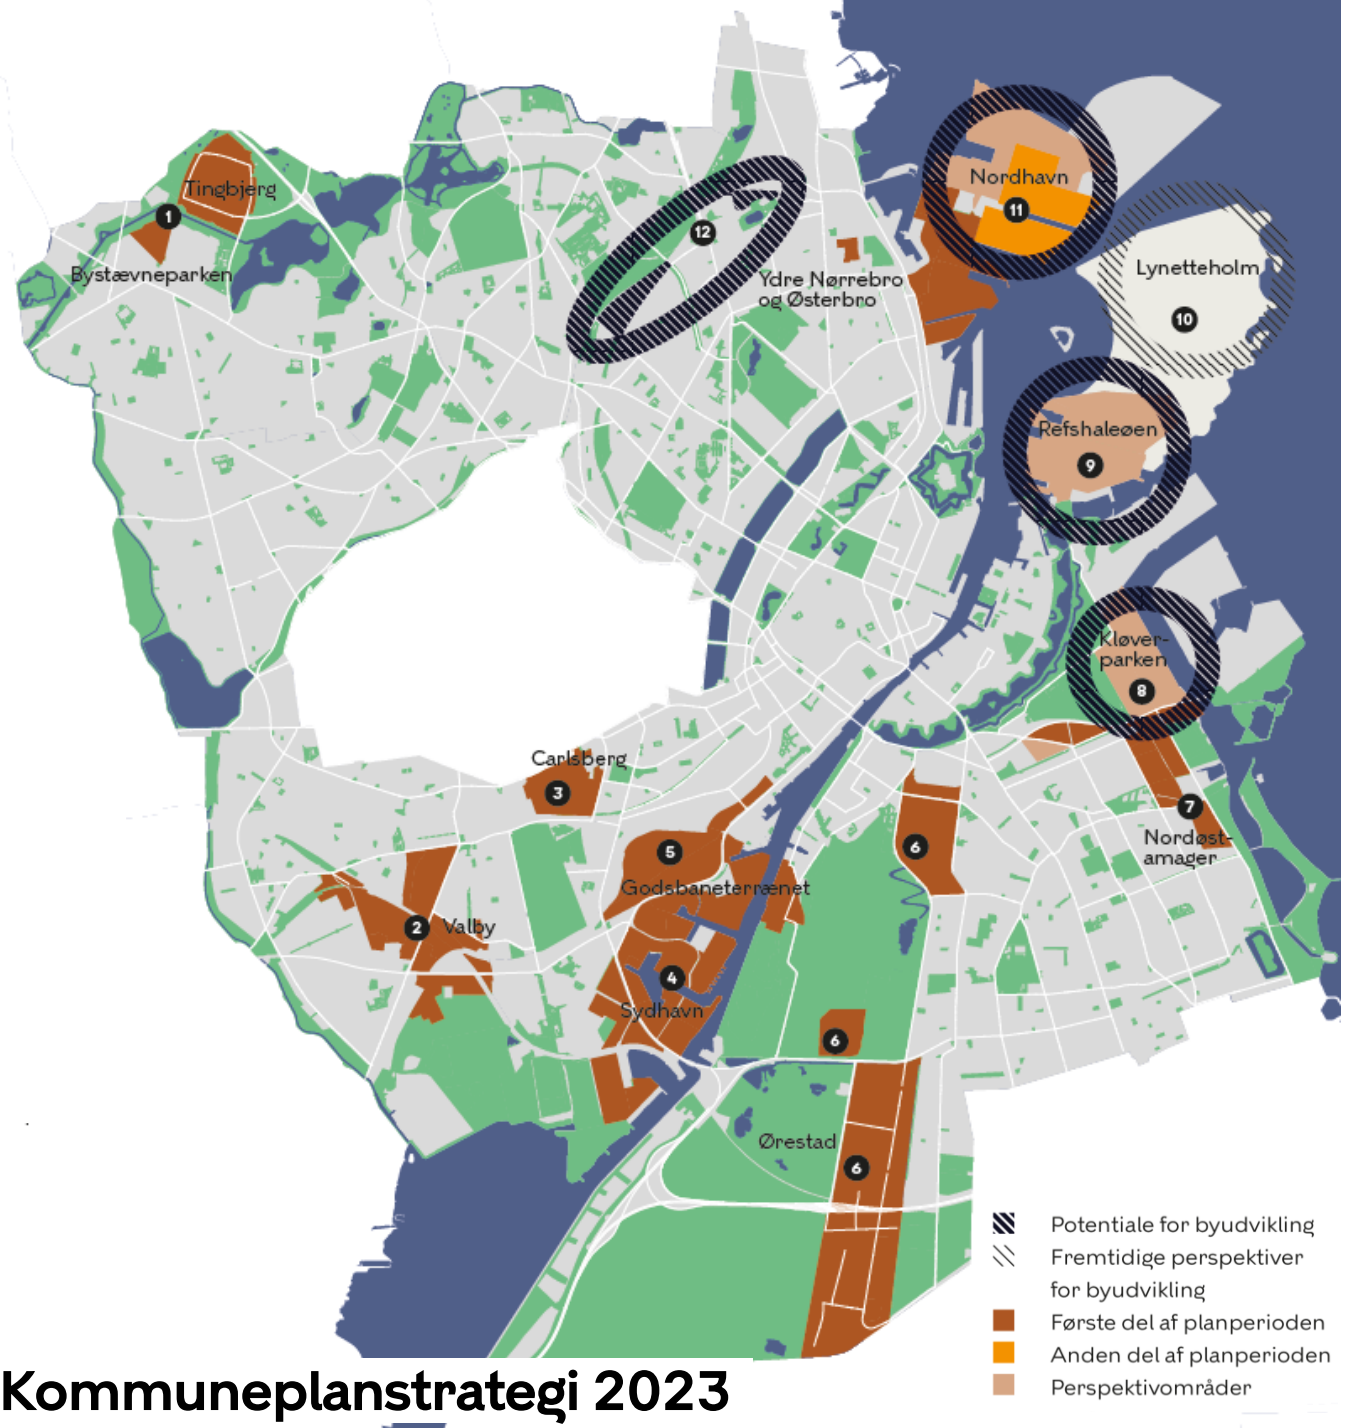 Tingbjerg
1
Bystævneparken
12
Ydre Nørrebro
og Østerbro
Nordhavn
11
Lynetteholm
10
Refshaleøen
9
Kløver-
parken
8
7
Nordøst-
amager
Carlsberg
3
5
Godsbaneterrænet
6
2
Valby
4
Sydhavn
6
Ørestad
6
Potentiale for byudvikling
Fremtidige perspektiver
for byudvikling
Første del af planperioden
Anden del af planperioden
Perspektivområder
Kommuneplanstrategi 2023